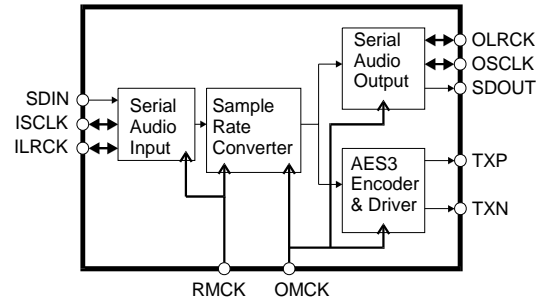 SDIN
ISCLK
ILRCK
Serial
Audio
Input
Sample
Rate
Converter
Serial
Audio
Output
AES3
Encoder
& Driver
OLRCK
OSCLK
SDOUT
TXP
TXN
RMCK
OMCK